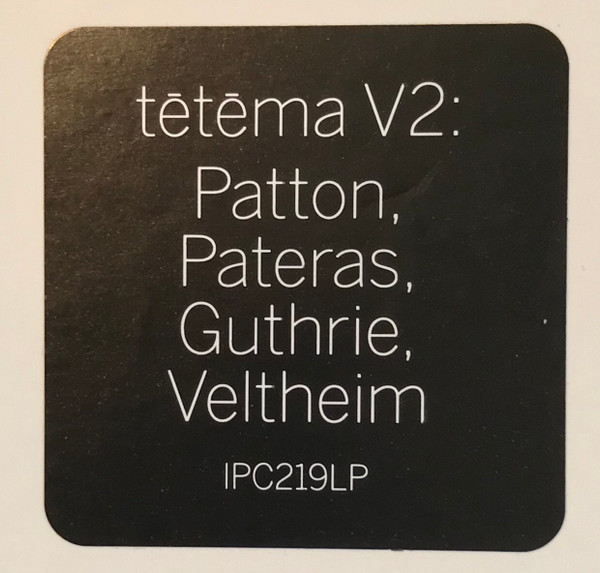 tētēma V2:
Patton,
Pateras,
Guthrie,
Veltheim
IPC219LP